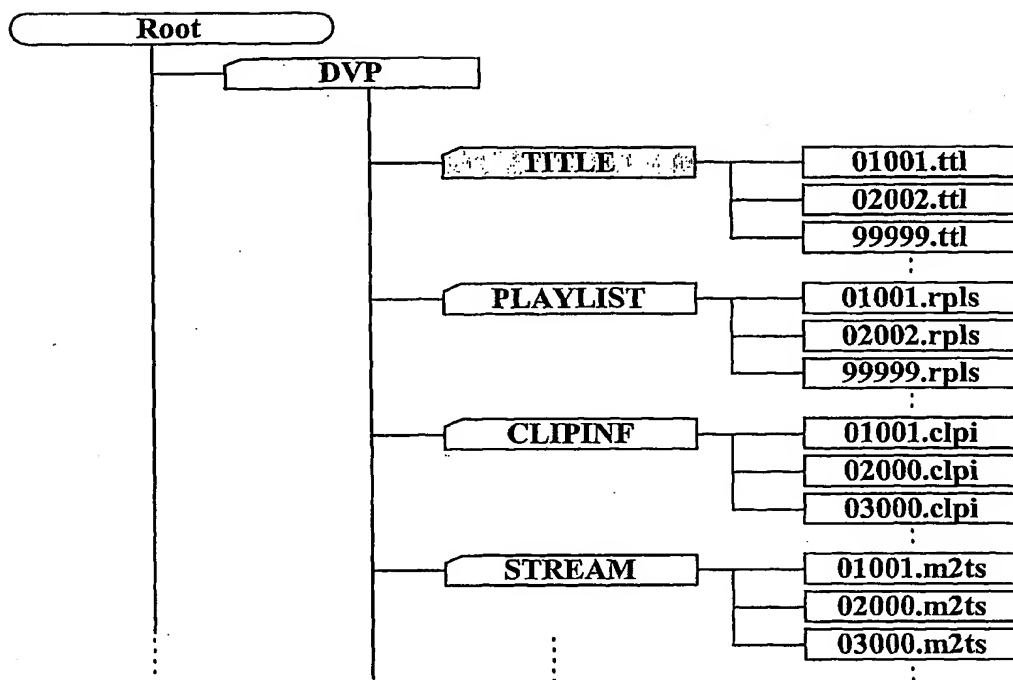 Root
DVP
TITLE
01001.ttl
02002.ttl
99999.ttl
PLAYLIST
01001.rpls
02002.rpls
99999.rpls
CLIPINF
01001.clpi
02000.clpi
03000.clpi
STREAM
01001.m2ts
02000.m2ts
03000.m2ts